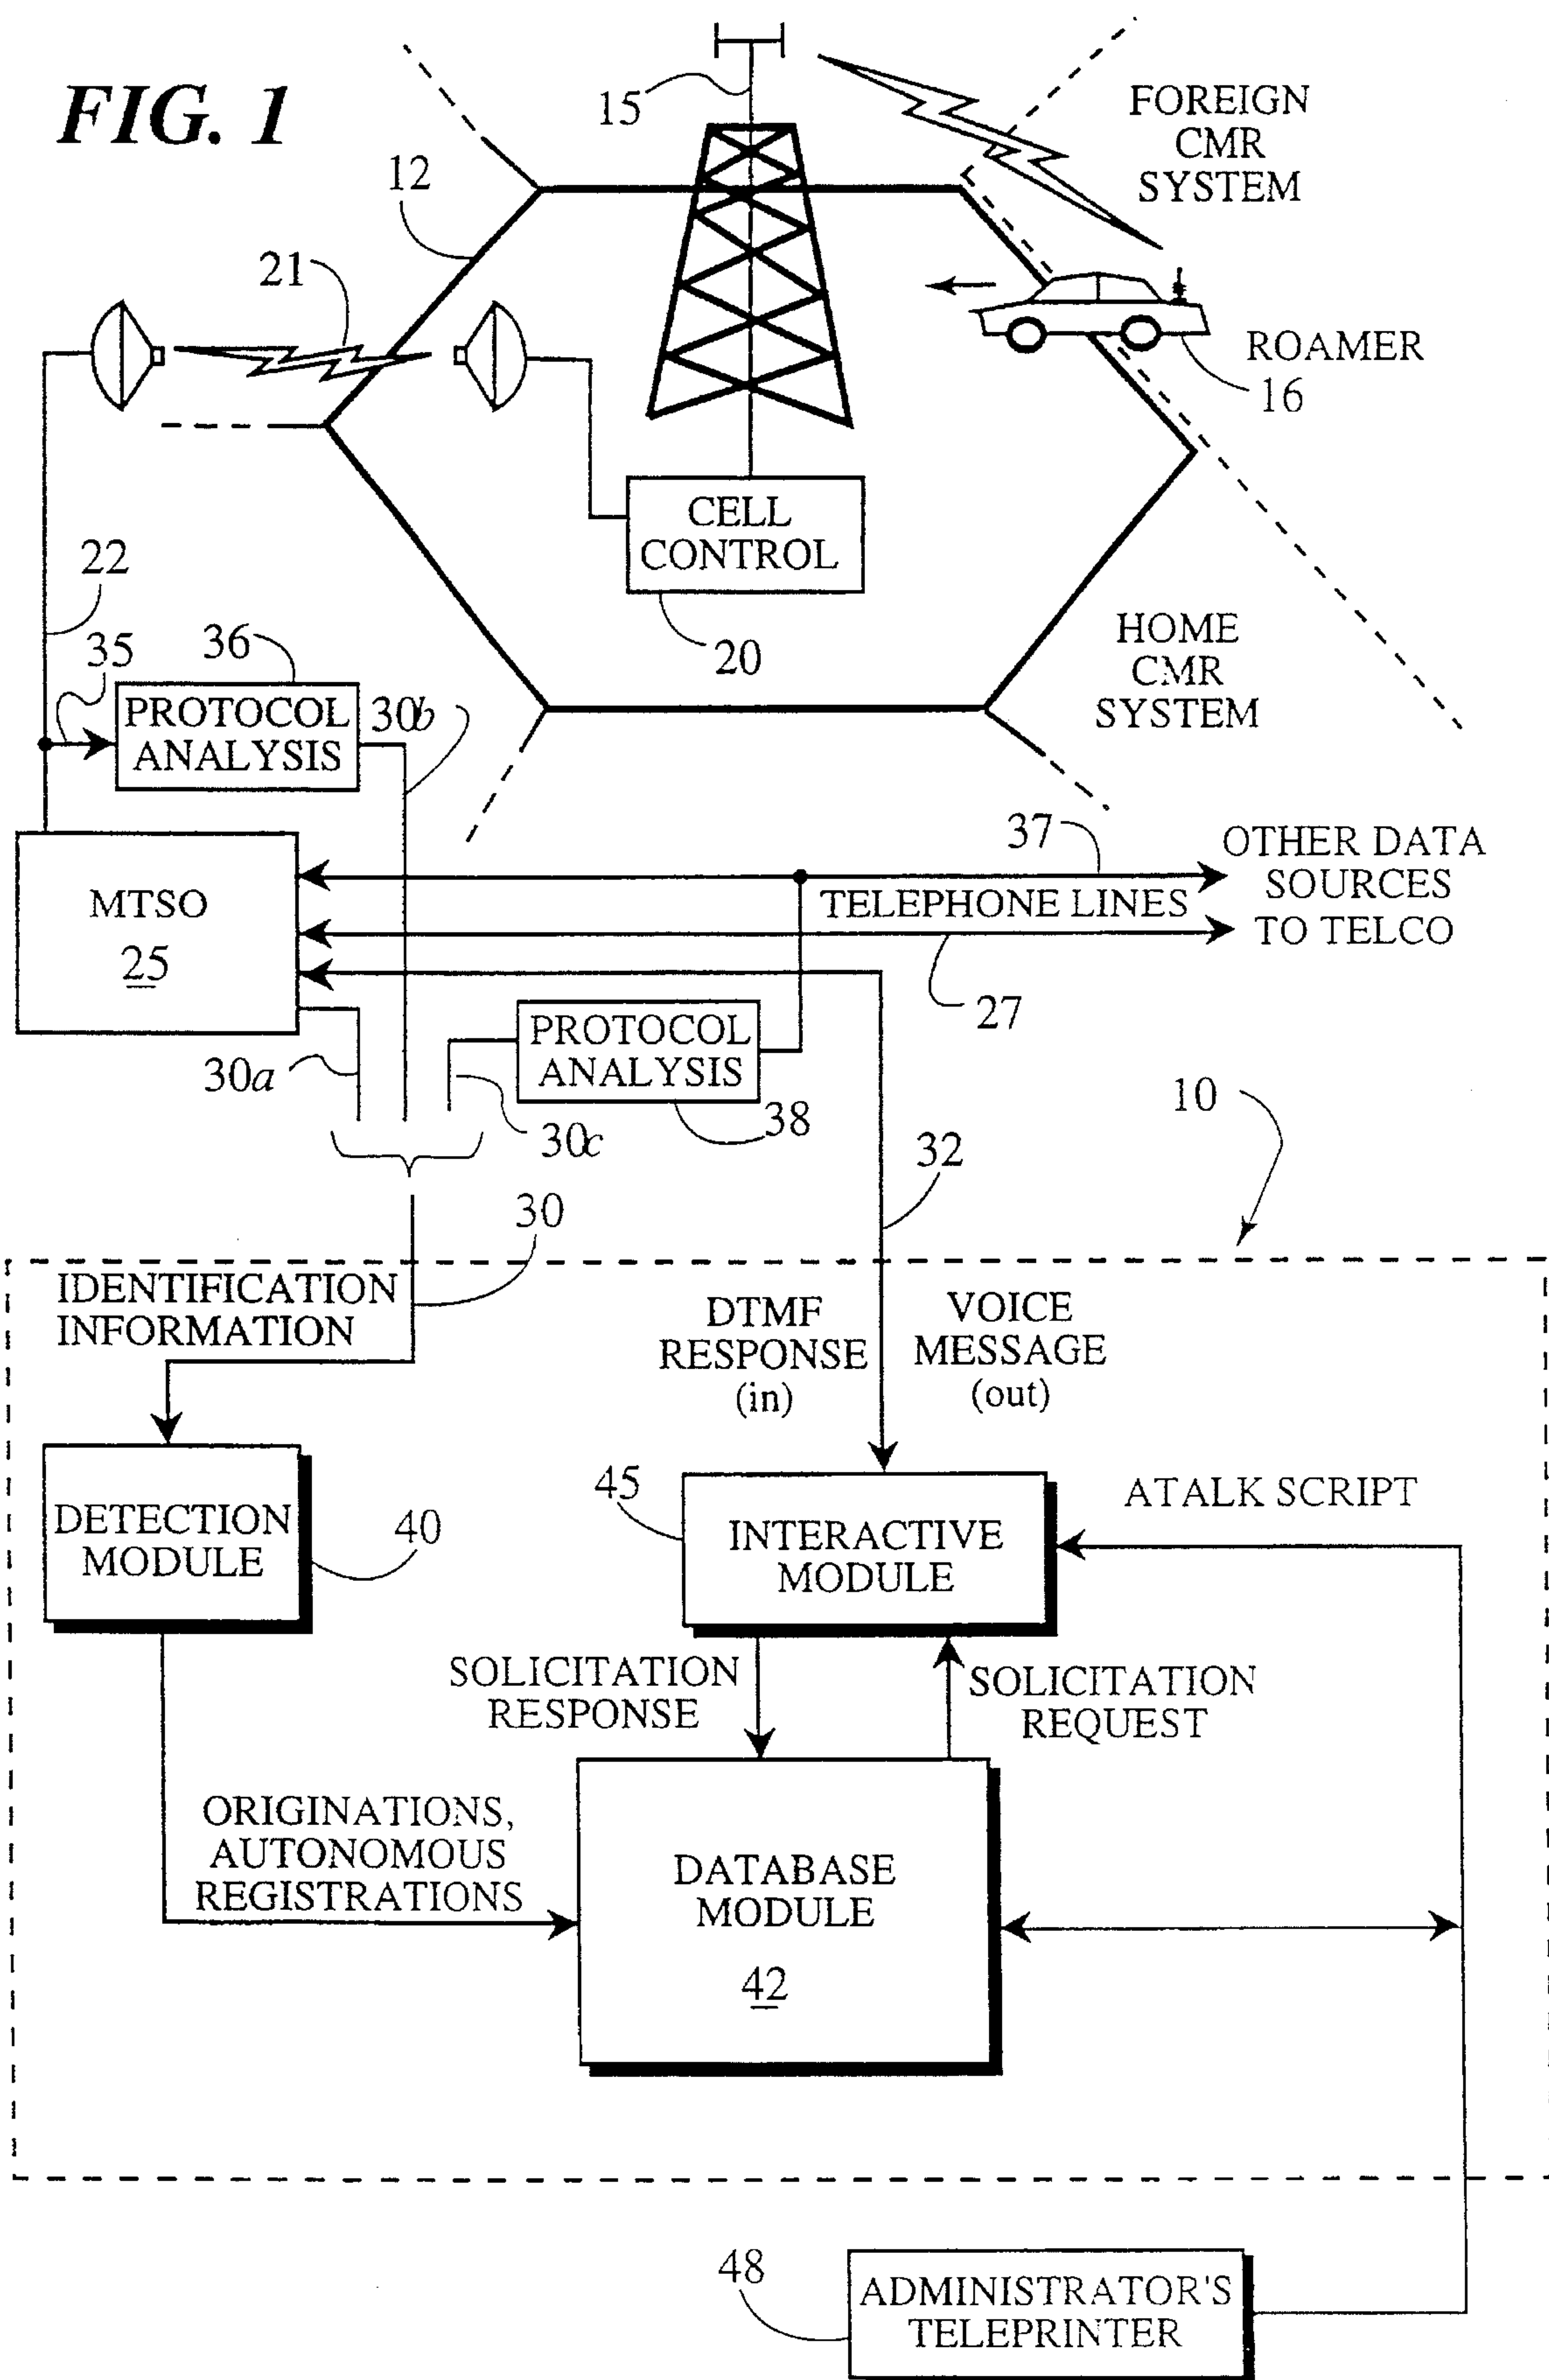 FIG. 1
15
FOREIGN
CMR
SYSTEM
12
21
ROAMER
16
CELL
CONTROL
20
22
35
36
PROTOCOL
ANALYSIS
30b
HOME
CMR
SYSTEM
37
OTHER DATA
SOURCES
MTSO
25
TELEPHONE LINES
TO TELCO
27
PROTOCOL
ANALYSIS
30a
30c
38
10
32
30
IDENTIFICATION
INFORMATION
DTMF
RESPONSE
(in)
VOICE
MESSAGE
(out)
45
ATALK SCRIPT
DETECTION
MODULE
40
INTERACTIVE
MODULE
SOLICITATION
RESPONSE
SOLICITATION
REQUEST
ORIGINATIONS,
AUTONOMOUS
REGISTRATIONS
DATABASE
MODULE
42
48
ADMINISTRATOR'S
TELEPRINTER